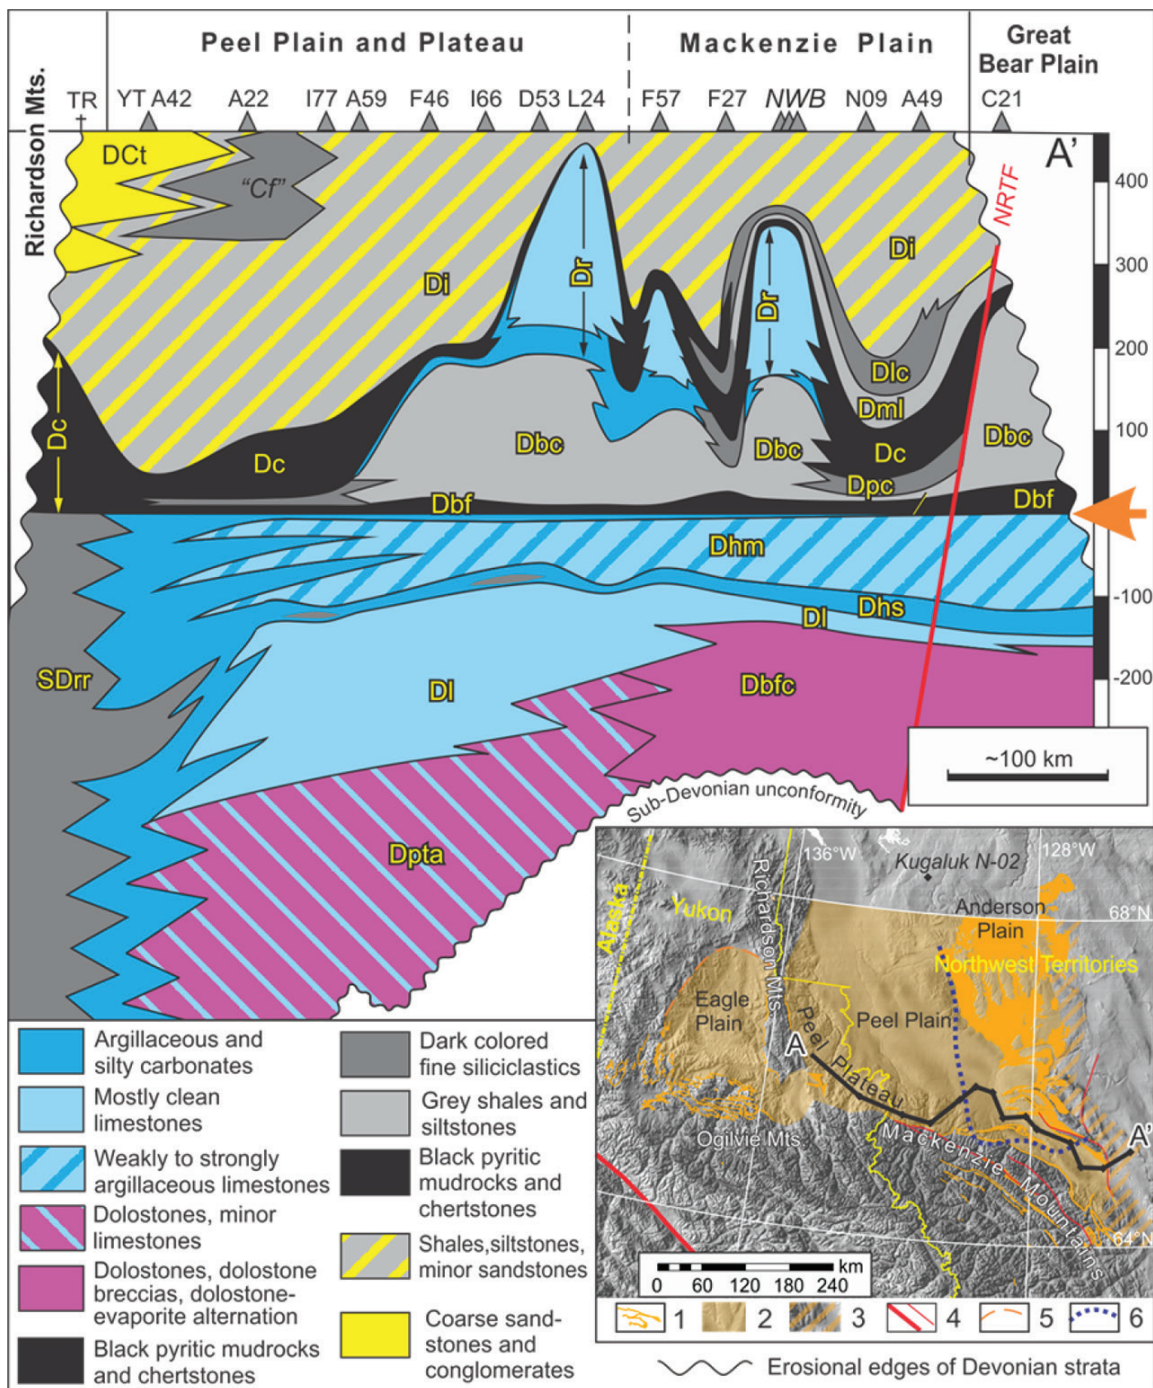 Peel Plain and Plateau
Mackenzie Plain
Great
Bear Plain
Richardson Mts.
TR
YT A42
A22
I77
A59
F46
I66
D53
L24
F57
F27
NWB
N09
A49
C21
A'
DCt
"Cf"
NRTF
400
300
200
100
-100
-200
Di
Dr
Dr
Di
Dlc
Dml
Dc
Dc
Dbc
Dbc
Dc
Dbc
Dpc
Dbf
Dbf
Dhm
Dhs
Dl
SDrr
Dl
Dbfc
~100 km
Sub-Devonian unconformity
Dpta
136°W
128°W
Kugaluk N-02
68°N
Anderson
Plain
Alaska
Yukon
Richardson Mts.
Northwest Territories
Eagle
Plain
Peel Plain
A
Peel Plateau
A'
Ogilvie Mts.
Mackenzie Mountains
64°N
km
0 60 120 180 240
1 2 3 4 5 6
Erosional edges of Devonian strata
Argillaceous and
silty carbonates
Mostly clean
limestones
Weakly to strongly
argillaceous limestones
Dolostones, minor
limestones
Dolostones, dolostone
breccias, dolostone-
evaporite alternation
Black pyritic mudrocks
and chertstones
Dark colored
fine siliciclastics
Grey shales and
siltstones
Black pyritic
mudrocks and
chertstones
Shales,siltstones,
minor sandstones
Coarse sand-
stones and
conglomerates